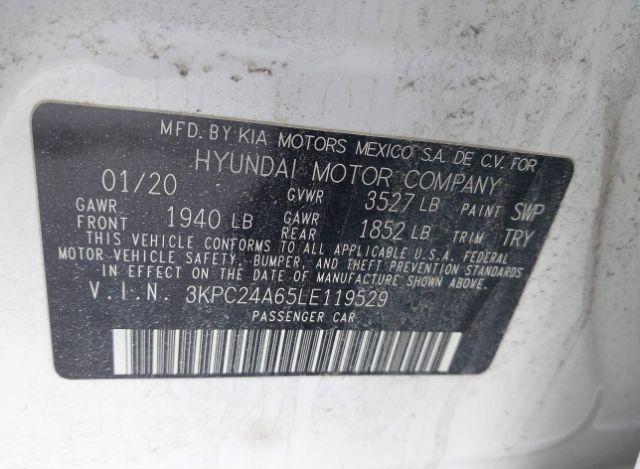 MFD. BY KIA MOTORS MEXICO S.A. DE C.V. FOR
HYUNDAI MOTOR COMPANY
01/20 GVWR 3527 LB PAINT SWP
GAWR FRONT 1940 LB GAWR REAR 1852 LB TRIM TRY
THIS VEHICLE CONFORMS TO ALL APPLICABLE U.S.A FEDERAL
MOTOR VEHICLE SAFETY, BUMPER, AND THEFT PREVENTION STANDARDS
IN EFFECT ON THE DATE OF MANUFACTURE SHOWN ABOVE.
V.I.N. 3KPC24A65LE119529
PASSENGER CAR